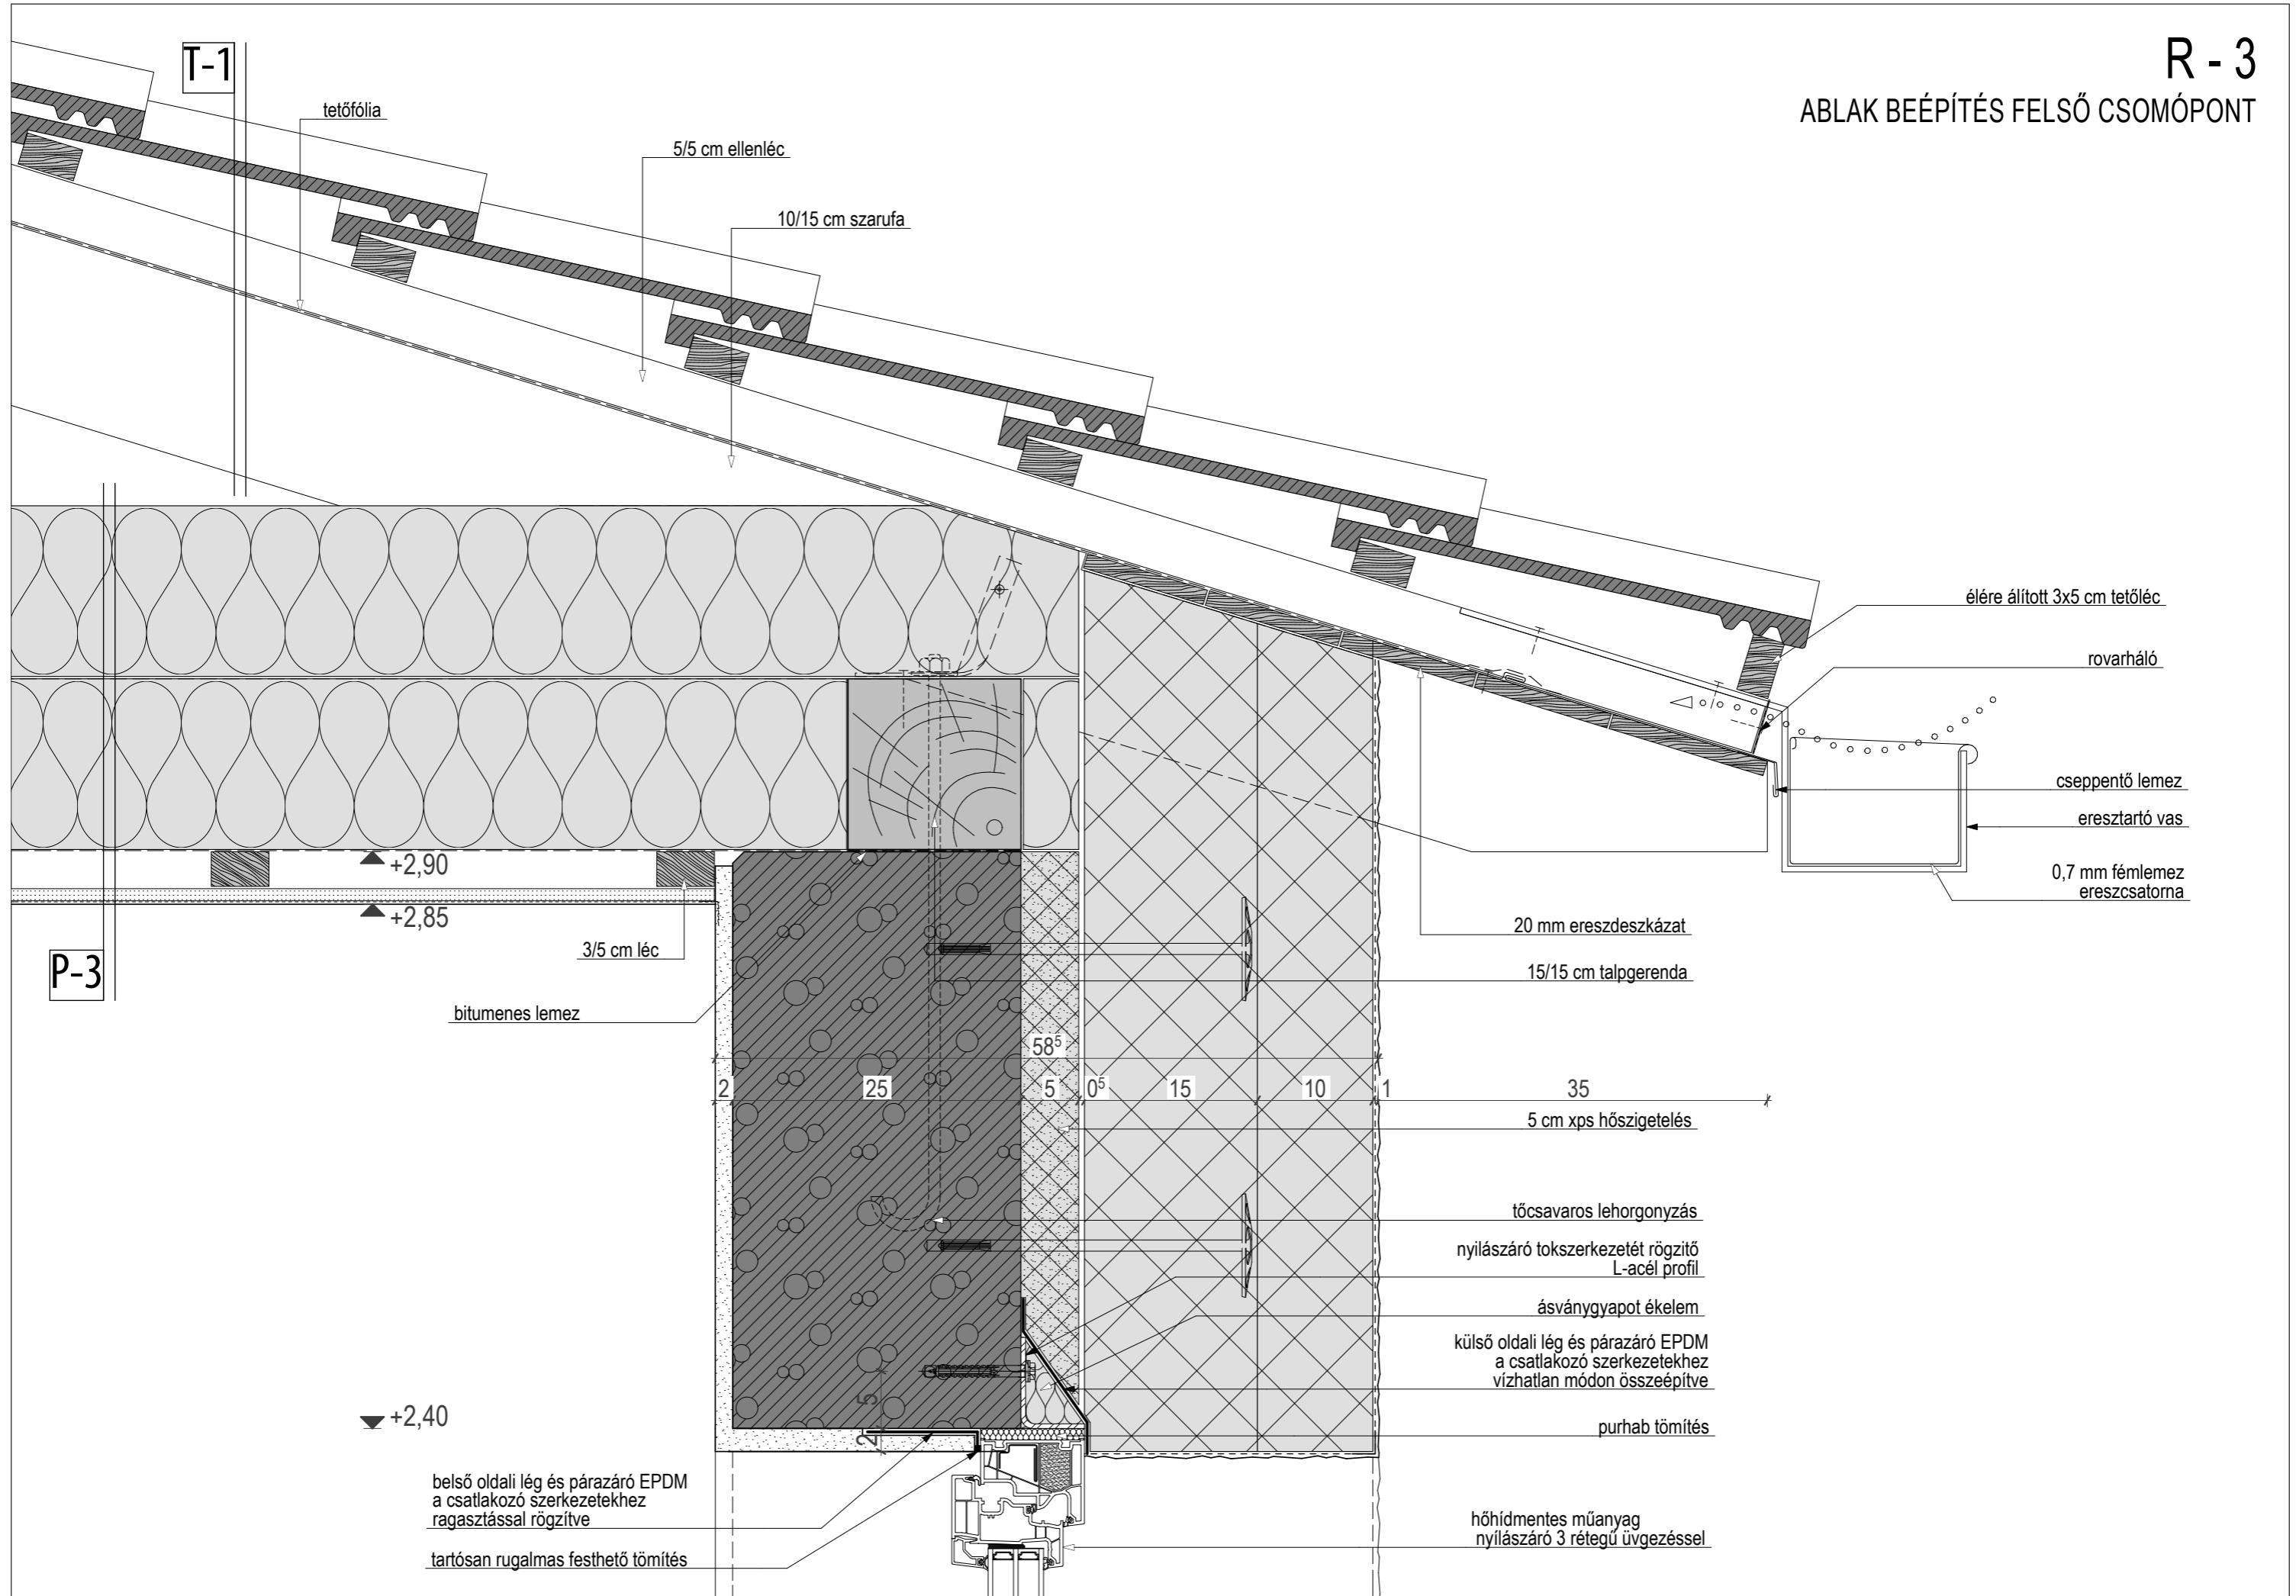 R - 3
ABLAK BEÉPÍTÉS FELSŐ CSOMÓPONT
T-1
tetőfólia
5/5 cm ellenléc
10/15 cm szarufa
élére álított 3x5 cm tetőléc
rovarháló
cseppentő lemez
eresztartó vas
0,7 mm fémlemez
ereszcsatorna
+2,90
+2,85
20 mm ereszdeszkázat
3/5 cm léc
P-3
15/15 cm talpgerenda
bitumenes lemez
58⁵
2
25
5
0⁵
15
10
1
35
5 cm xps hőszigetelés
tőcsavaros lehorgonyzás
nyilászáró tokszerkezetét rögzitő
L-acél profil
ásványgyapot ékelem
külső oldali lég és párazáró EPDM
a csatlakozó szerkezetekhez
vízhatlan módon összeépítve
5
2
+2,40
purhab tömítés
belső oldali lég és párazáró EPDM
a csatlakozó szerkezetekhez
ragasztással rögzítve
tartósan rugalmas festhető tömítés
hőhídmentes műanyag
nyílászáró 3 rétegű üvgezéssel